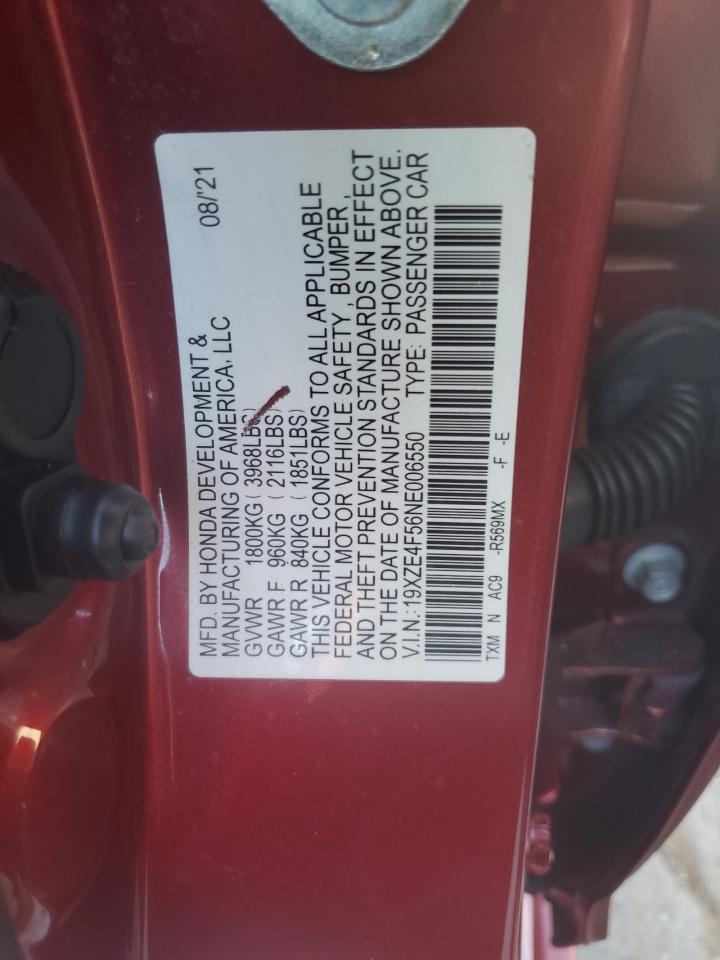 MFD. BY HONDA DEVELOPMENT & 08/'21
MANUFACTURING OF AMERICA, LLC
GVWR 1800KG (3968LBS)
GAWR F 960KG (2116LBS)
GAWR R 840KG (1851LBS)
THIS VEHICLE CONFORMS TO ALL APPLICABLE
FEDERAL MOTOR VEHICLE SAFETY, BUMPER,
AND THEFT PREVENTION STANDARDS IN EFFECT
ON THE DATE OF MANUFACTURE SHOWN ABOVE.
V.I.N.: 19XZE4F56NE006550 TYPE: PASSENGER CAR
TXM N AC9 -R569MX -F -E